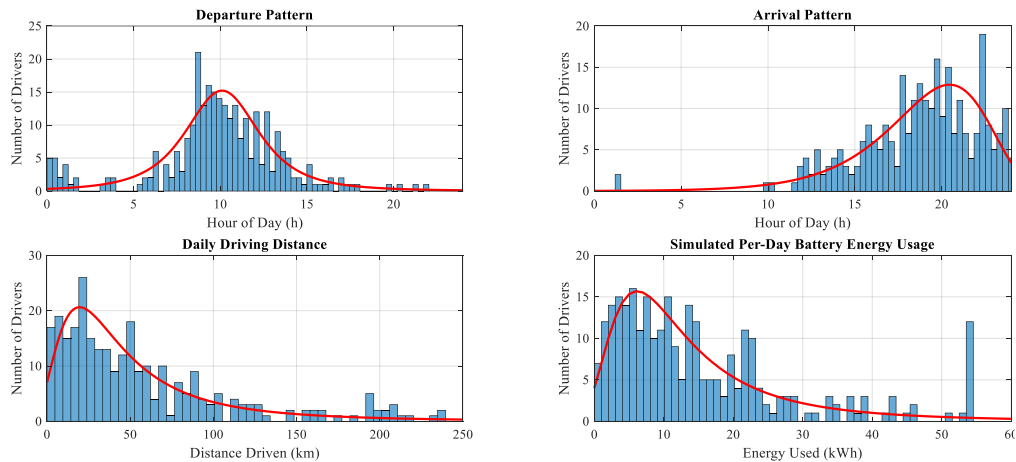 Departure Pattern
25
20
15
10
5
0
Number of Drivers
0 5 10 15 20
Hour of Day (h)
Arrival Pattern
20
15
10
5
0
Number of Drivers
0 5 10 15 20
Hour of Day (h)
Daily Driving Distance
30
20
10
0
Number of Drivers
0 50 100 150 200 250
Distance Driven (km)
Simulated Per-Day Battery Energy Usage
20
15
10
5
0
Number of Drivers
0 10 20 30 40 50 60
Energy Used (kWh)